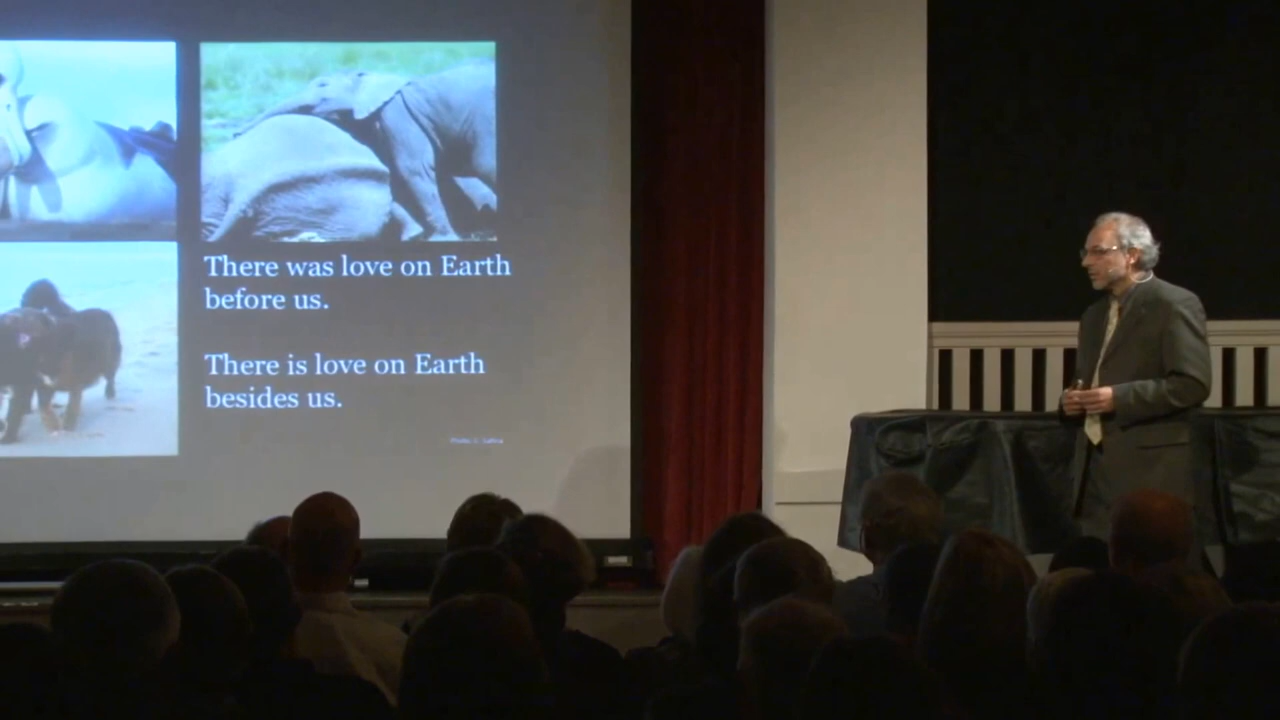 There was love on Earth
before us.
There is love on Earth
besides us.